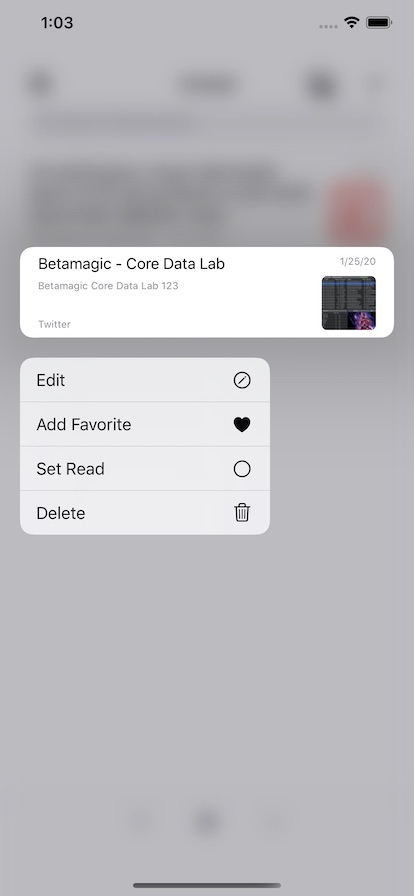 1:03
Betamagic - Core Data Lab
1/25/20
Betamagic Core Data Lab 123
Twitter
Edit
Add Favorite
Set Read
Delete